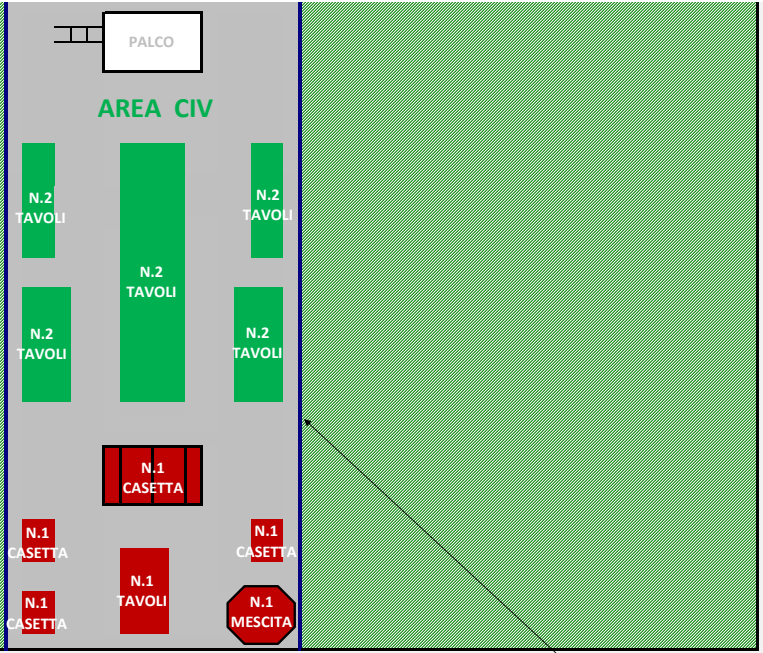 PALCO
AREA CIV
N.2
TAVOLI
N.2
TAVOLI
N.2
TAVOLI
N.2
TAVOLI
N.2
TAVOLI
N.1
CASETTA
N.1
CASETTA
N.1
CASETTA
N.1
TAVOLI
N.1
CASETTA
N.1
MESCITA